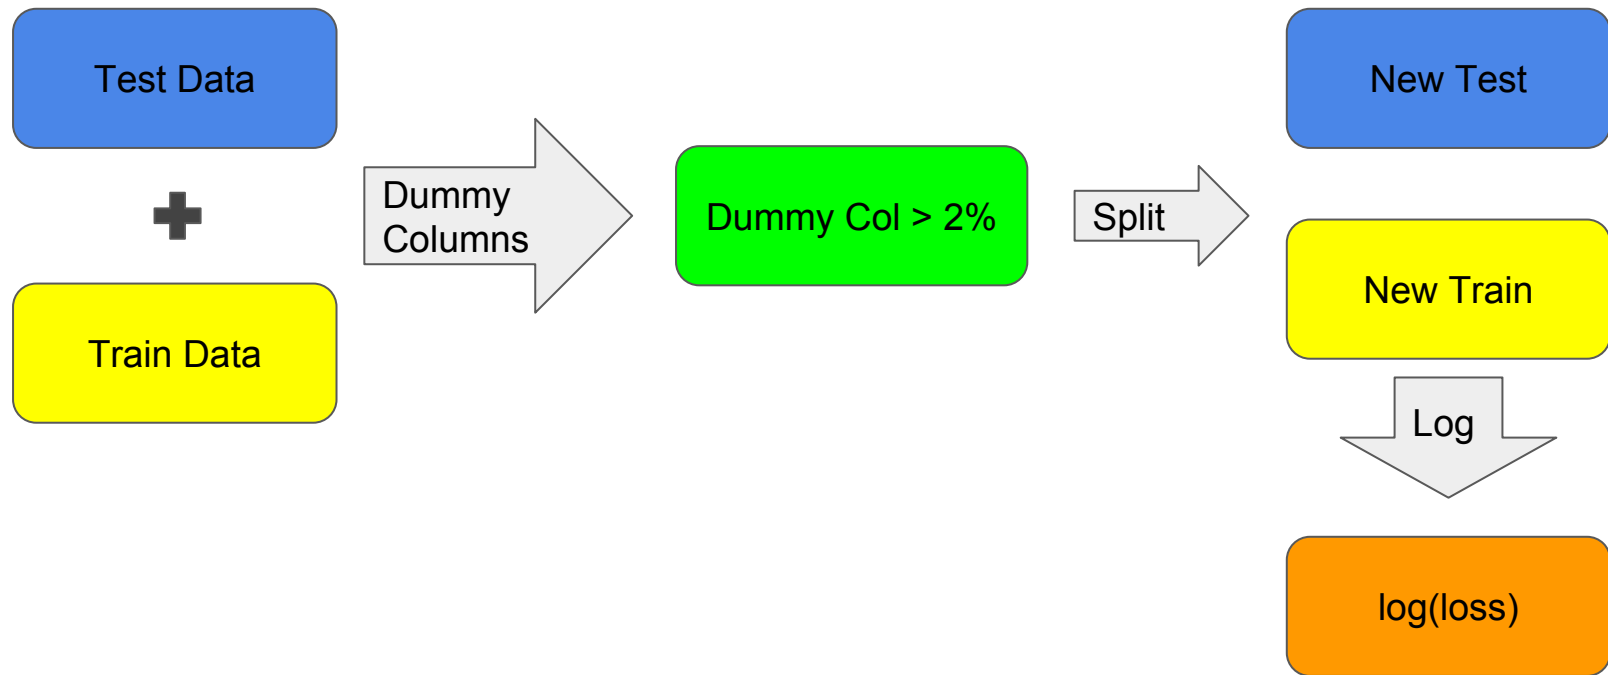 Test Data
Train Data
Dummy
Columns
Dummy Col > 2%
Split
New Test
New Train
Log
log(loss)